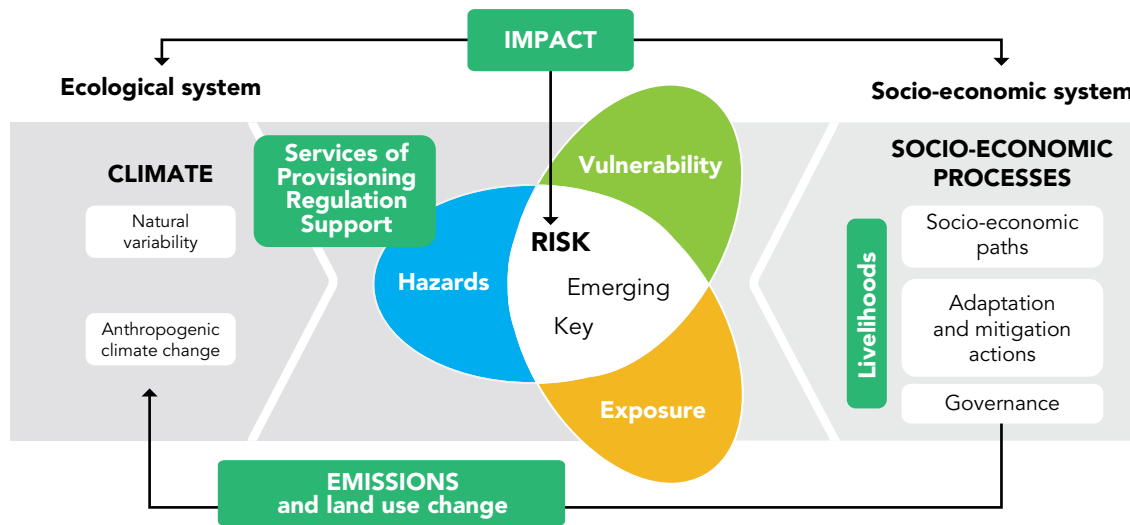 IMPACT
Ecological system
Socio-economic system
CLIMATE
Natural
variability
Anthropogenic
climate change
Services of
Provisioning
Regulation
Support
Vulnerability
Hazards
RISK
Emerging
Key
Exposure
SOCIO-ECONOMIC
PROCESSES
Livelihoods
Socio-economic
paths
Adaptation
and mitigation
actions
Governance
EMISSIONS
and land use change